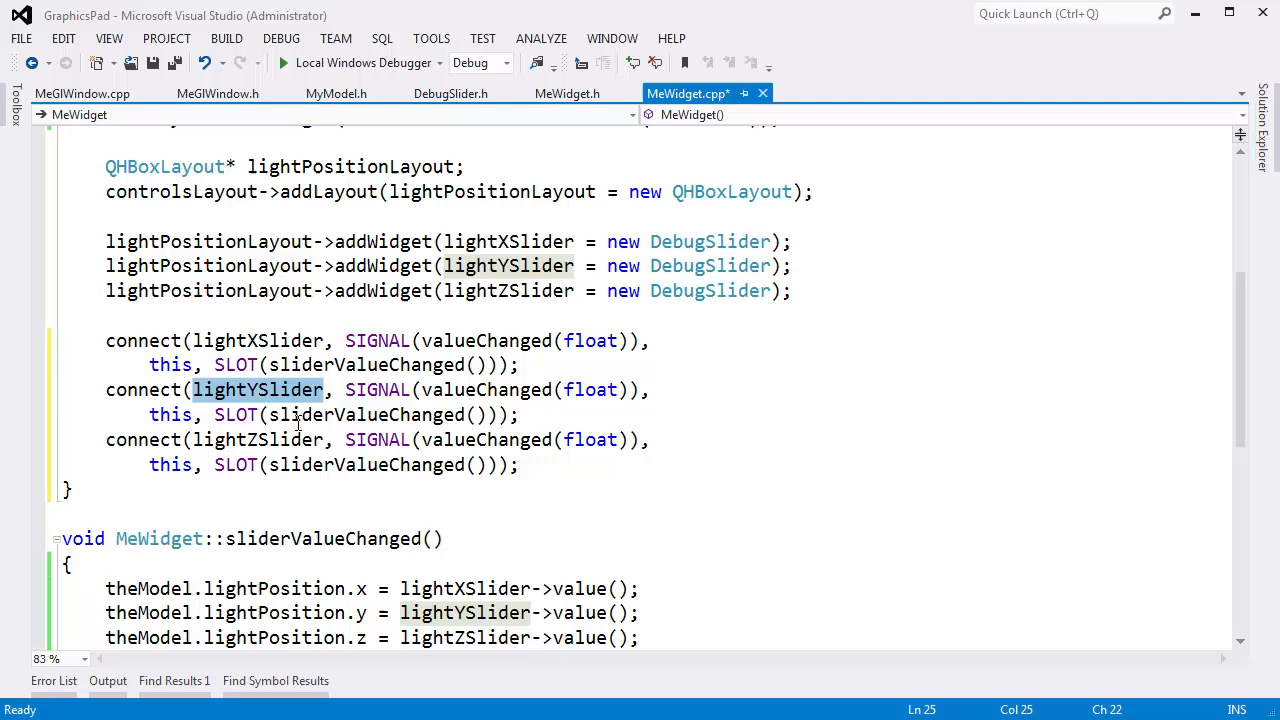 GraphicsPad - Microsoft Visual Studio (Administrator)
Quick Launch (Ctrl+Q)
FILE EDIT VIEW PROJECT BUILD DEBUG TEAM SQL TOOLS TEST ANALYZE WINDOW HELP
Local Windows Debugger Debug
Toolbox
MeGlWindow.cpp MeGlWindow.h MyModel.h DebugSlider.h MeWidget.h MeWidget.cpp*
Solution Explorer
MeWidget MeWidget()
QHBoxLayout* lightPositionLayout;
controlsLayout->addLayout(lightPositionLayout = new QHBoxLayout);
lightPositionLayout->addWidget(lightXSlider = new DebugSlider);
lightPositionLayout->addWidget(lightYSlider = new DebugSlider);
lightPositionLayout->addWidget(lightZSlider = new DebugSlider);
connect(lightXSlider, SIGNAL(valueChanged(float)),
this, SLOT(sliderValueChanged()));
connect(lightYSlider, SIGNAL(valueChanged(float)),
this, SLOT(sliderValueChanged()));
connect(lightZSlider, SIGNAL(valueChanged(float)),
this, SLOT(sliderValueChanged()));
}
void MeWidget::sliderValueChanged()
{
theModel.lightPosition.x = lightXSlider->value();
theModel.lightPosition.y = lightYSlider->value();
theModel.lightPosition.z = lightZSlider->value();
83 %
Error List Output Find Results 1 Find Symbol Results
Ready Ln 25 Col 25 Ch 22 INS